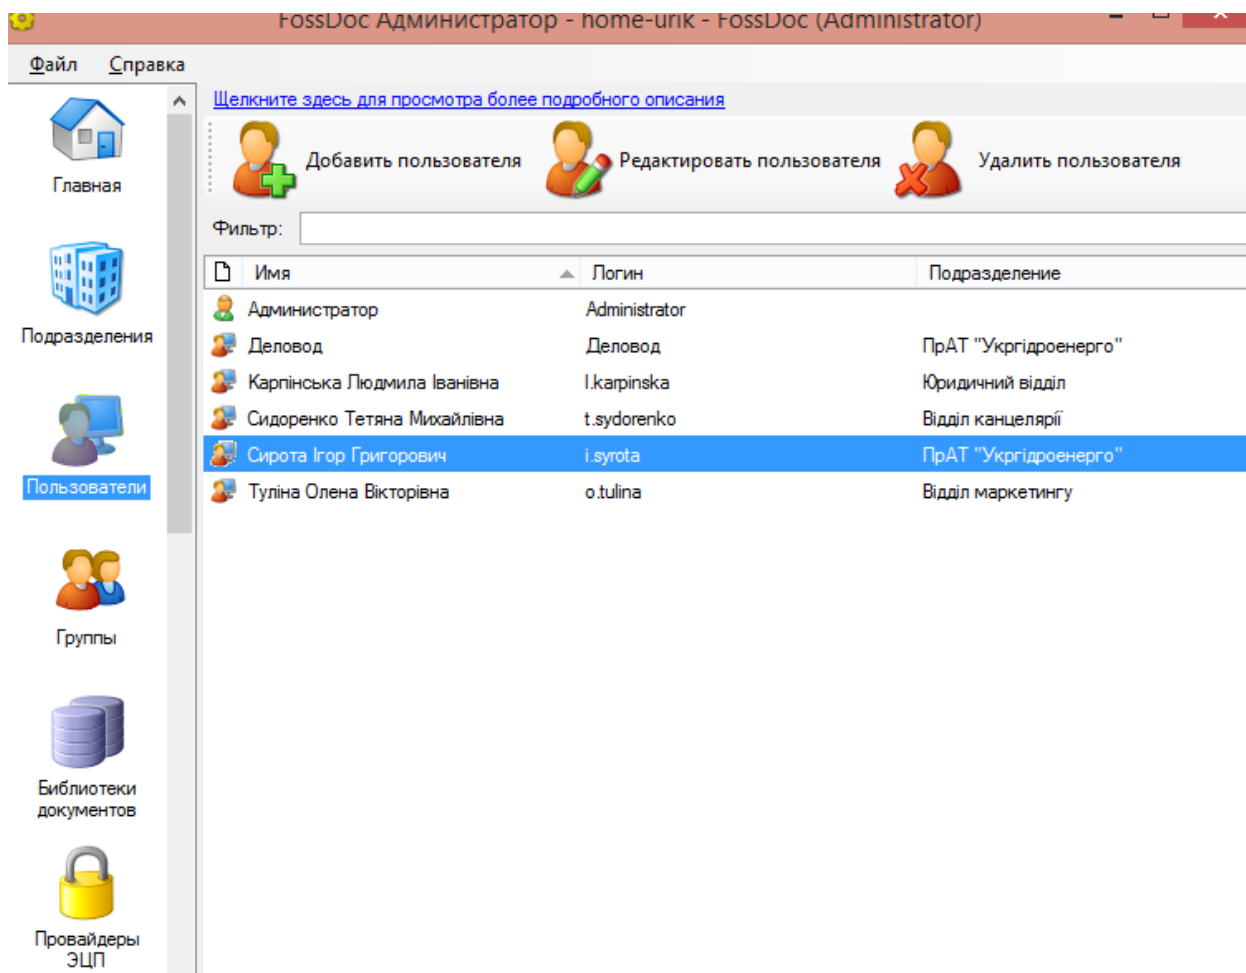 FossDoc Администратор - home-urik - FossDoc (Administrator)
Файл Справка
Щелкните здесь для просмотра более подробного описания
Добавить пользователя Редактировать пользователя Удалить пользователя
Фильтр:
Имя Логин Подразделение
Администратор Administrator
Деловод Деловод ПрАТ "Укргідроенерго"
Карпінська Людмила Іванівна l.karpinska Юридичний відділ
Сидоренко Тетяна Михайлівна t.sydorenko Відділ канцелярії
Сирота Ігор Григорович i.syrota ПрАТ "Укргідроенерго"
Туліна Олена Вікторівна o.tulina Відділ маркетингу
Главная
Подразделения
Пользователи
Группы
Библиотеки
документов
Провайдеры
ЭЦП